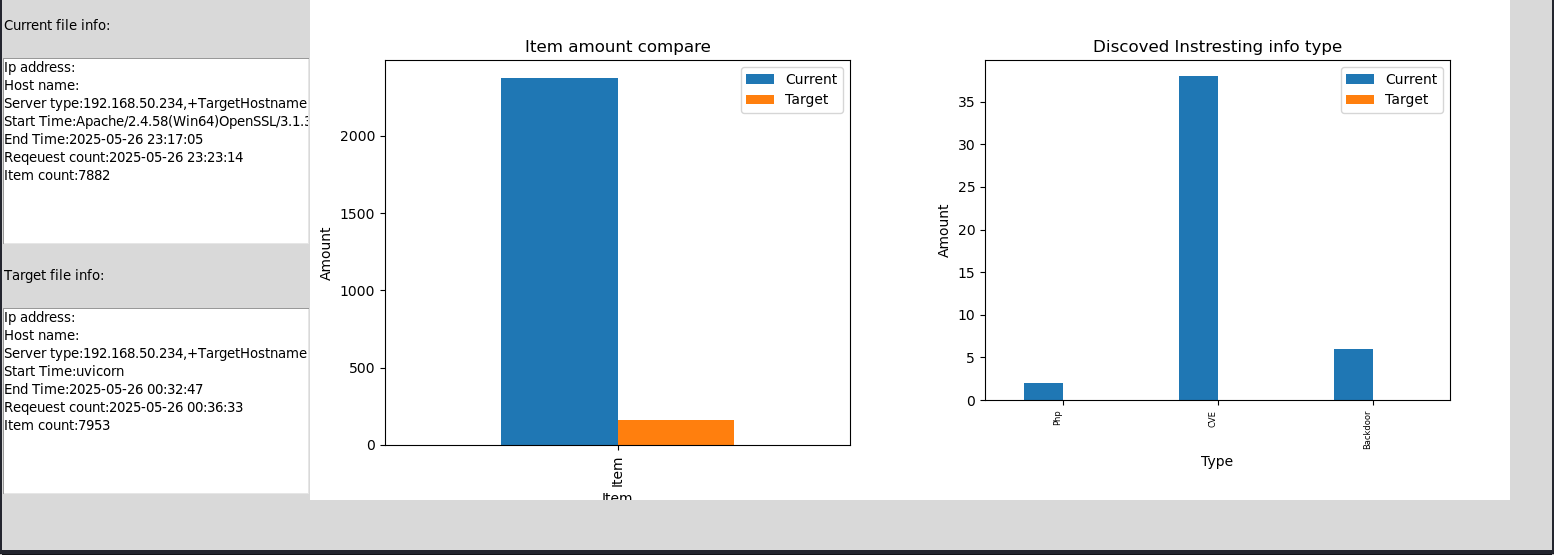 Current file info:
Ip address:
Host name:
Server type:192.168.50.234,+TargetHostname
Start Time:Apache/2.4.58(Win64)OpenSSL/3.1.3
End Time:2025-05-26 23:17:05
Reqeuest count:2025-05-26 23:23:14
Item count:7882
Target file info:
Ip address:
Host name:
Server type:192.168.50.234,+TargetHostname
Start Time:uvicorn
End Time:2025-05-26 00:32:47
Reqeuest count:2025-05-26 00:36:33
Item count:7953
Item amount compare
Current
Target
2000
1500
1000
500
0
Amount
Item
Item
Discoved Instresting info type
Current
Target
35
30
25
20
15
10
5
0
Amount
Php
CVE
Backdoor
Type